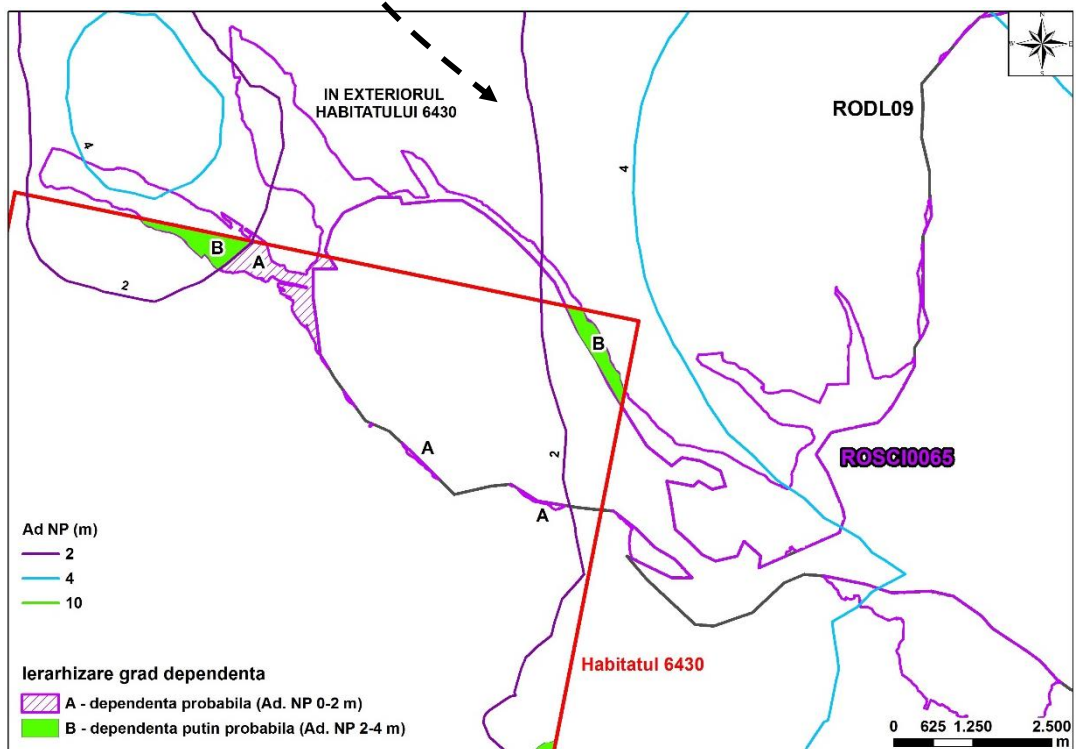 N
W E
S
IN EXTERIORUL
HABITATULUI 6430
RODL09
4
4
B
A
2
B
A
2
ROSCI0065
A
Ad NP (m)
2
4
10
Habitatul 6430
Ierarhizare grad dependenta
A - dependenta probabila (Ad. NP 0-2 m)
B - dependenta putin probabila (Ad. NP 2-4 m)
0 625 1.250 2.500
m